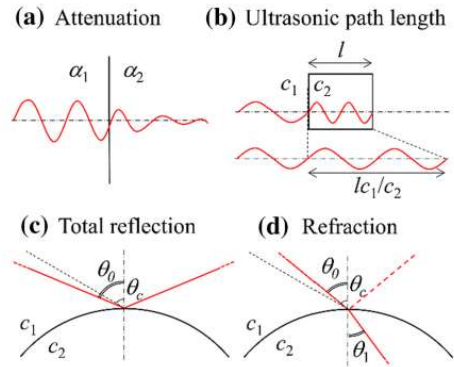 (a) Attenuation
α₁ α₂
(b) Ultrasonic path length
l
c₁ c₂
lc₁/c₂
(c) Total reflection
θ₀
θc
c₁
c₂
(d) Refraction
θ₀
θc
c₁
c₂
θ₁